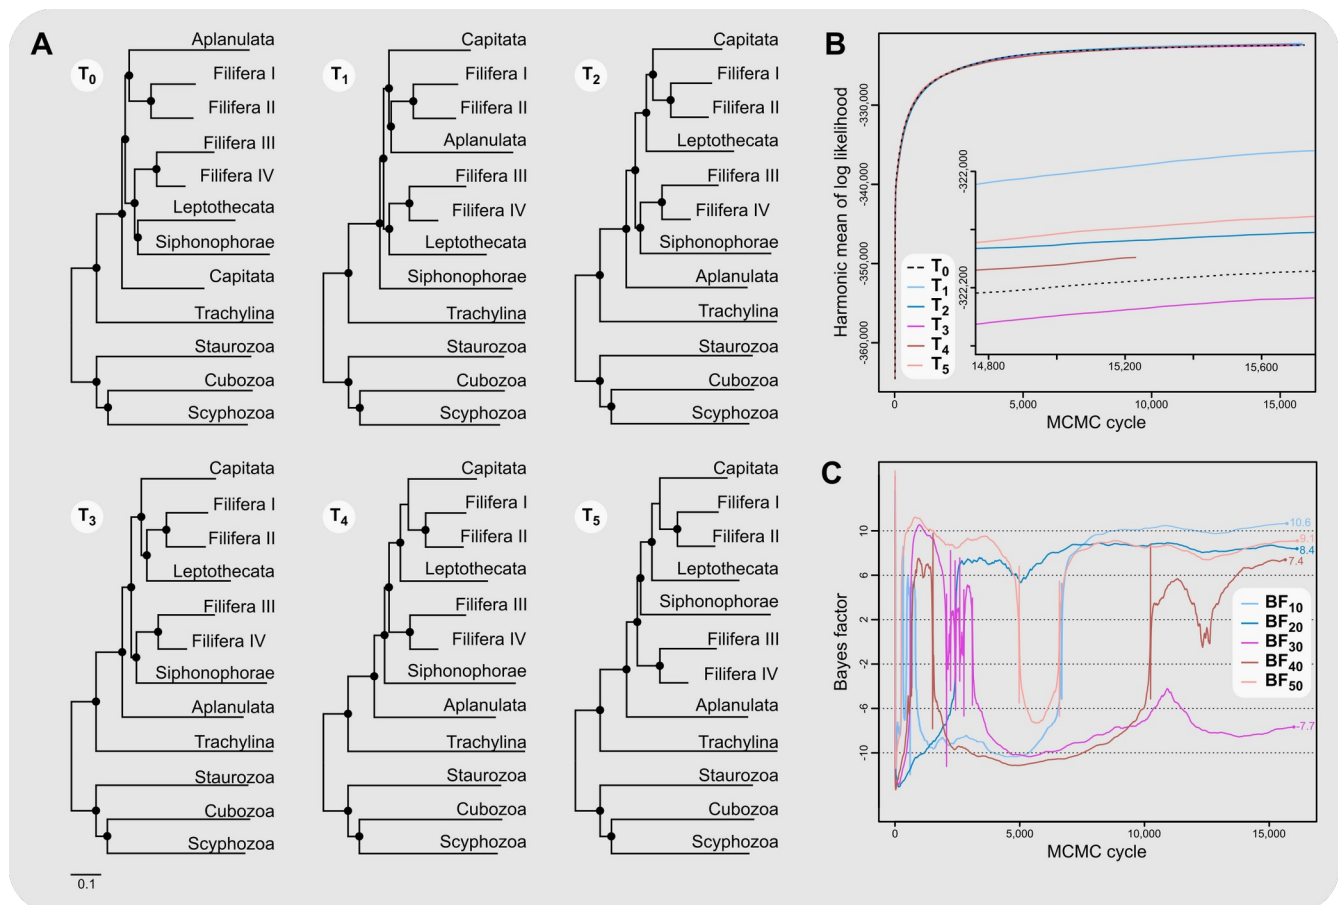 A
T0
Aplanulata
Filifera I
Filifera II
Filifera III
Filifera IV
Leptothecata
Siphonophorae
Capitata
Trachylina
Staurozoa
Cubozoa
Scyphozoa
T1
Capitata
Filifera I
Filifera II
Aplanulata
Filifera III
Filifera IV
Leptothecata
Siphonophorae
Trachylina
Staurozoa
Cubozoa
Scyphozoa
T2
Capitata
Filifera I
Filifera II
Leptothecata
Filifera III
Filifera IV
Siphonophorae
Aplanulata
Trachylina
Staurozoa
Cubozoa
Scyphozoa
T3
Capitata
Filifera I
Filifera II
Leptothecata
Filifera III
Filifera IV
Siphonophorae
Aplanulata
Trachylina
Staurozoa
Cubozoa
Scyphozoa
T4
Capitata
Filifera I
Filifera II
Leptothecata
Filifera III
Filifera IV
Siphonophorae
Aplanulata
Trachylina
Staurozoa
Cubozoa
Scyphozoa
T5
Capitata
Filifera I
Filifera II
Leptothecata
Siphonophorae
Filifera III
Filifera IV
Aplanulata
Trachylina
Staurozoa
Cubozoa
Scyphozoa
0.1
B
Harmonic mean of log likelihood
-330,000
-340,000
-350,000
-360,000
T0
T1
T2
T3
T4
T5
-322,000
-322,200
14,800
15,200
15,600
0
5,000
10,000
15,000
MCMC cycle
C
Bayes factor
10
6
2
-2
-6
-10
10.6
9.1
8.4
7.4
-7.7
BF10
BF20
BF30
BF40
BF50
0
5,000
10,000
15,000
MCMC cycle